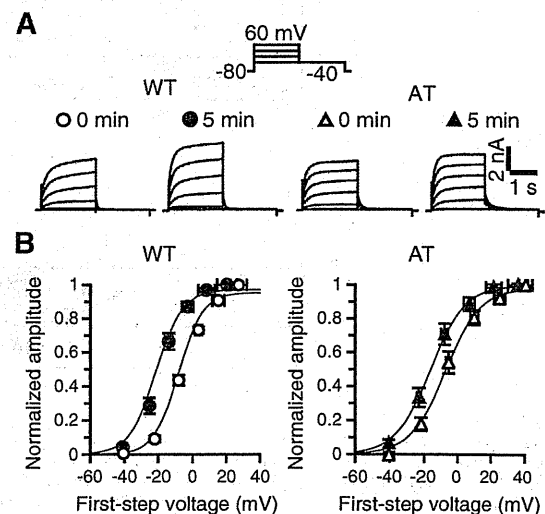 A
60 mV
-80
-40
WT
AT
0 min
5 min
0 min
5 min
2 nA
1 s
B
WT
AT
Normalized amplitude
1
0.8
0.6
0.4
0.2
0
-60 -40 -20 0 20 40
First-step voltage (mV)
Normalized amplitude
1
0.8
0.6
0.4
0.2
0
-60 -40 -20 0 20 40
First-step voltage (mV)